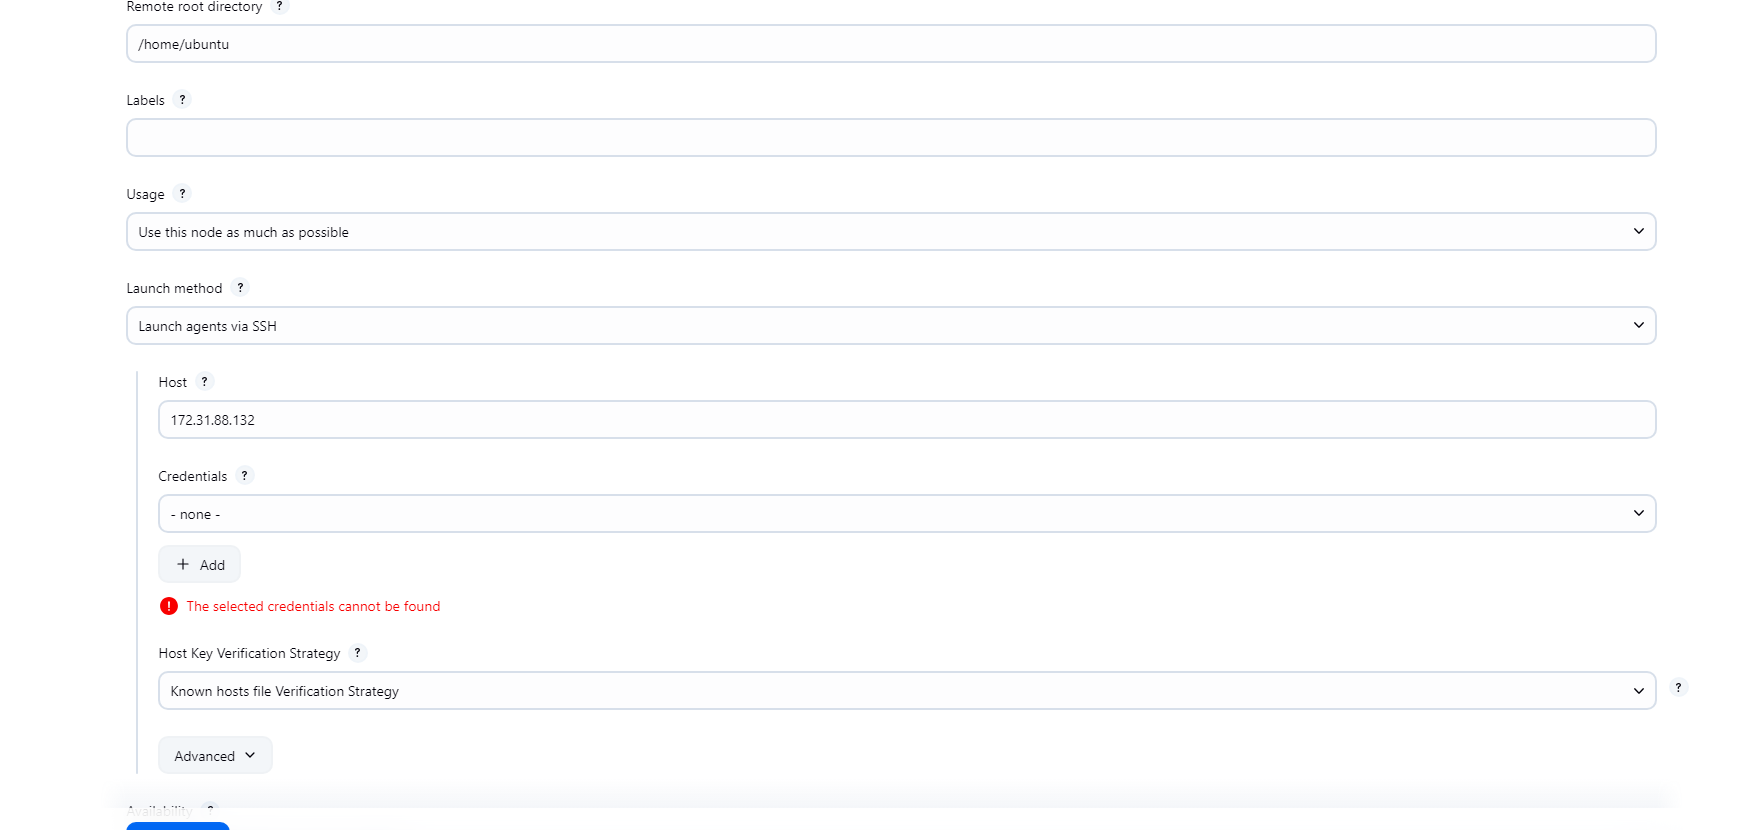 Remote root directory ?
/home/ubuntu
Labels ?
Usage ?
Use this node as much as possible
Launch method ?
Launch agents via SSH
Host ?
172.31.88.132
Credentials ?
- none -
+ Add
! The selected credentials cannot be found
Host Key Verification Strategy ?
Known hosts file Verification Strategy
?
Advanced
Availability ?